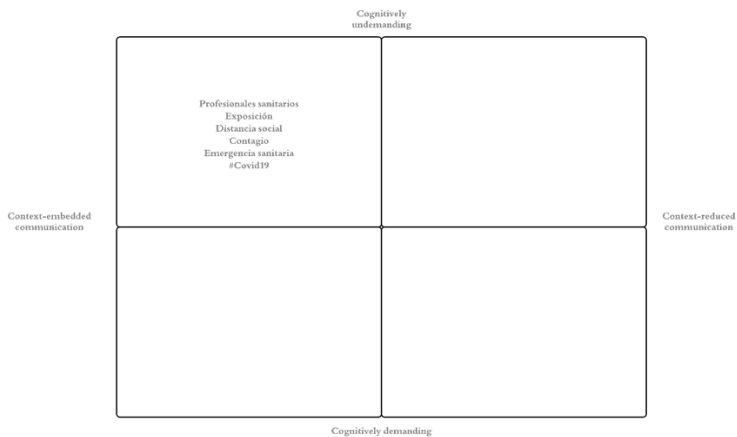 Cognitively
undemanding
Profesionales sanitarios
Exposición
Distancia social
Contagio
Emergencia sanitaria
#Covid19
Context-embedded
communication
Context-reduced
communication
Cognitively demanding